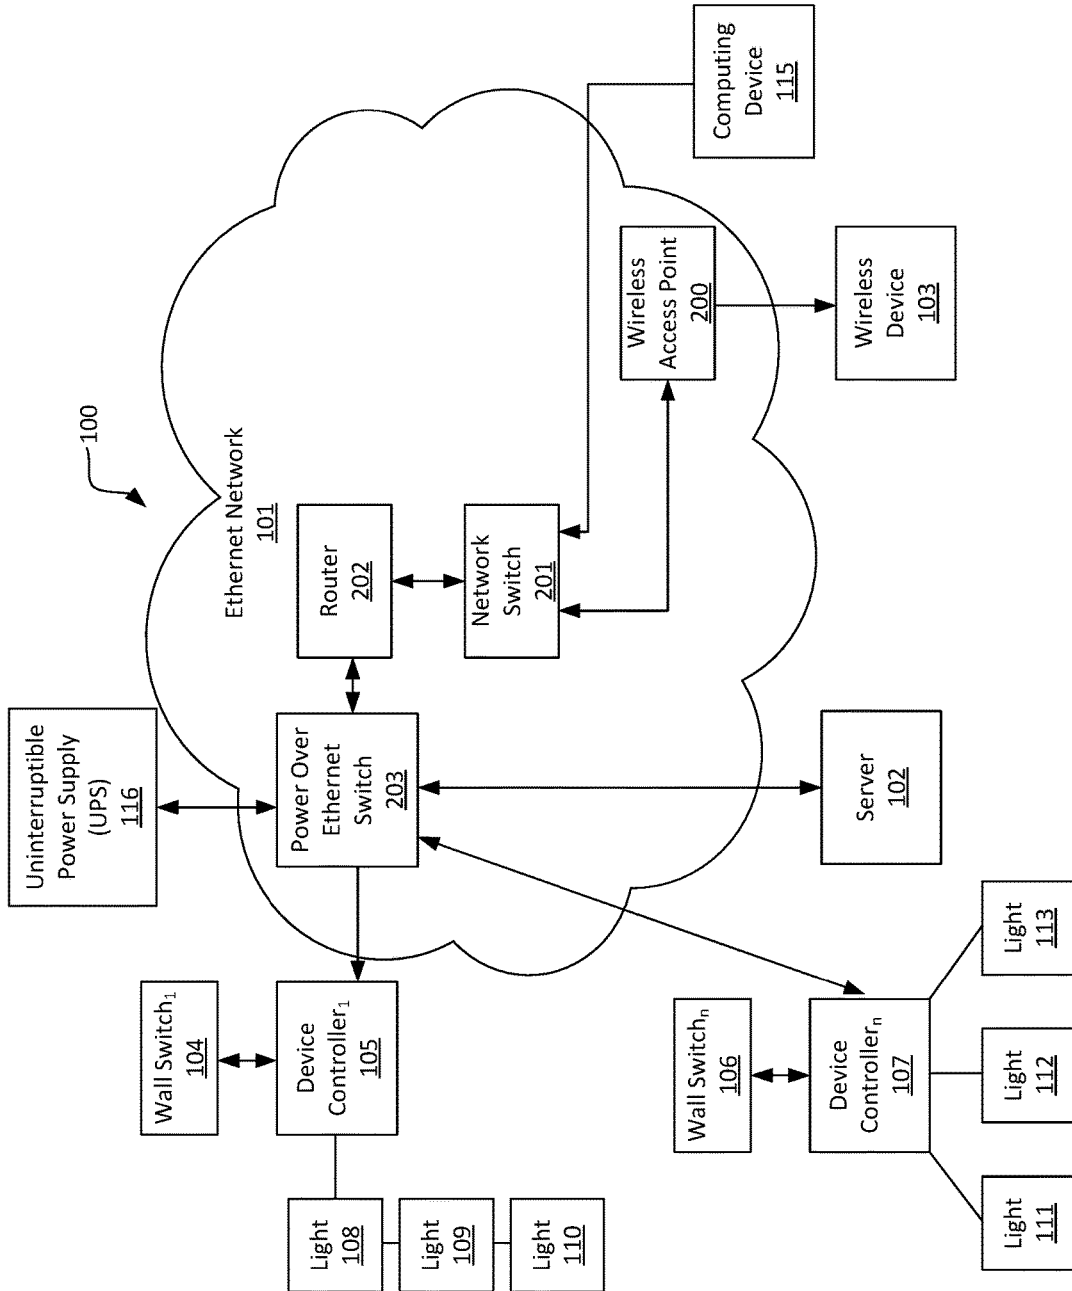 100
Ethernet Network
101
Uninterruptible
Power Supply
(UPS)
116
Wall Switch1
104
Device
Controller1
105
Power Over
Ethernet
Switch
203
Router
202
Network
Switch
201
Light
108
Light
109
Light
110
Wall Switchn
106
Device
Controllern
107
Light
111
Light
112
Light
113
Server
102
Wireless
Access Point
200
Wireless
Device
103
Computing
Device
115